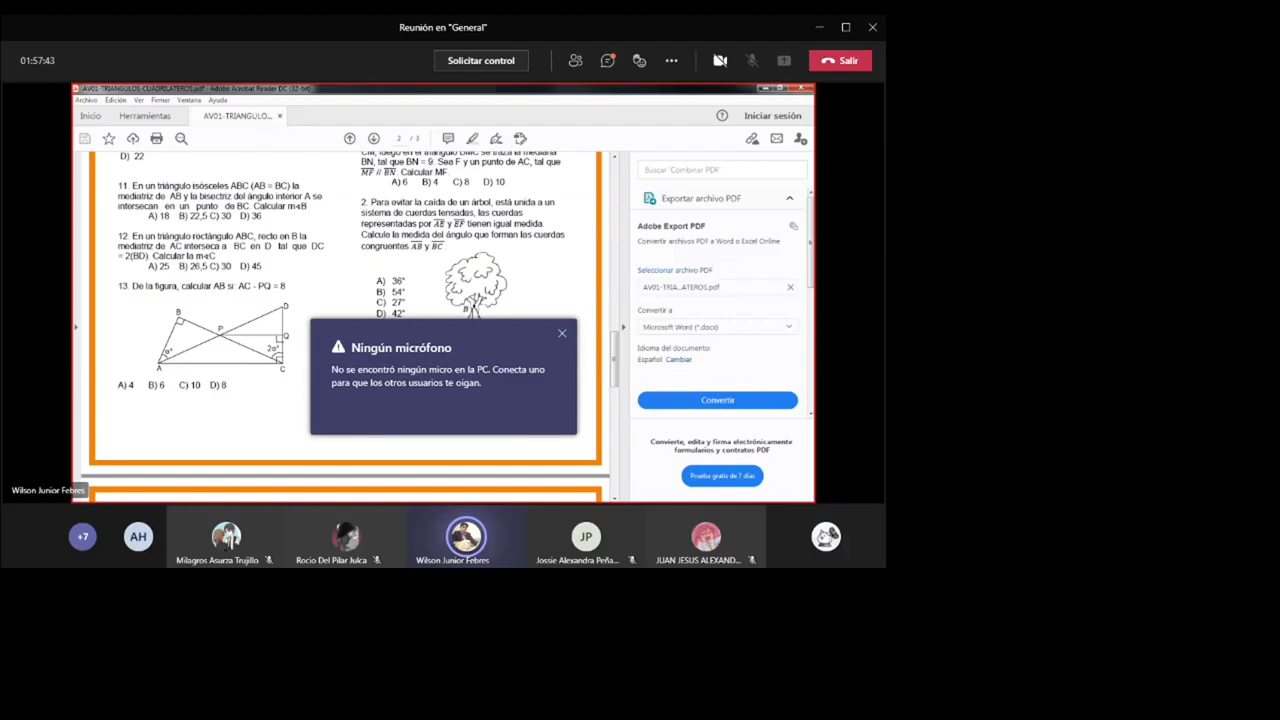 Reunión en "General"
01:57:43
Solicitar control
Salir
AV01-TRIANGULOS-CUADRILATEROS.pdf - Adobe Acrobat Reader DC (32-bit)
Archivo Edición Ver Firmar Ventana Ayuda
Inicio Herramientas AV01-TRIANGULO... ×
Iniciar sesión
2 / 3
D) 22
11. En un triángulo isósceles ABC (AB = BC) la
mediatriz de AB y la bisectriz del ángulo interior A se
intersecan en un punto de BC. Calcular m∢B
A) 18 B) 22,5 C) 30 D) 36
12. En un triángulo rectángulo ABC, recto en B la
mediatriz de AC interseca a BC en D tal que DC
= 2(BD). Calcular la m∢C
A) 25 B) 26,5 C) 30 D) 45
13. De la figura, calcular AB si: AC - PQ = 8
B
D
P
Q
α°
2α°
A
C
A) 4 B) 6 C) 10 D) 8
CM, luego en el triángulo BMC se traza la mediana
BN, tal que BN = 9. Sea F y un punto de AC, tal que
MF // BN. Calcular MF.
A) 6 B) 4 C) 8 D) 10
2. Para evitar la caída de un árbol, está unida a un
sistema de cuerdas tensadas, las cuerdas
representadas por AE y EF tienen igual medida.
Calcule la medida del ángulo que forman las cuerdas
congruentes AB y BC
A) 36°
B) 54°
C) 27°
D) 42°
B
Ningún micrófono
No se encontró ningún micro en la PC. Conecta uno
para que los otros usuarios te oigan.
Buscar 'Combinar PDF'
Exportar archivo PDF
Adobe Export PDF
Convertir archivos PDF a Word o Excel Online
Seleccionar archivo PDF
AV01-TRIA...ATEROS.pdf
Convertir a
Microsoft Word (*.docx)
Idioma del documento:
Español Cambiar
Convertir
Convierte, edita y firma electrónicamente
formularios y contratos PDF
Prueba gratis de 7 días
Wilson Junior Febres
+7
AH
Milagros Asurza Trujillo
Rocio Del Pilar Julca
Wilson Junior Febres
JP
Jossie Alexandra Peña...
JUAN JESUS ALEXAND...